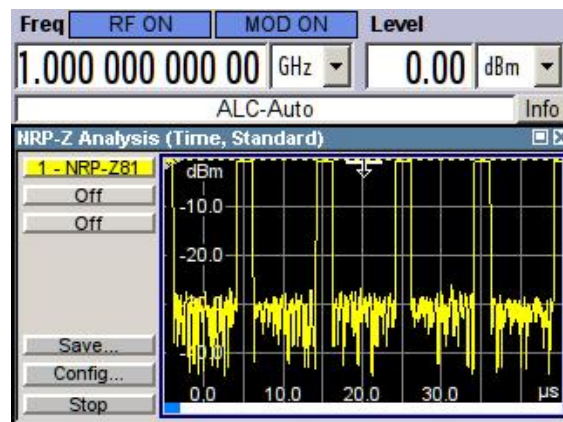 Freq RF ON MOD ON Level
1.000 000 000 00 GHz 0.00 dBm
ALC-Auto Info
NRP-Z Analysis (Time, Standard)
1 - NRP-Z81
Off
Off
Save...
Config...
Stop
dBm
-10.0
-20.0
0,0 10.0 20.0 30.0 µs